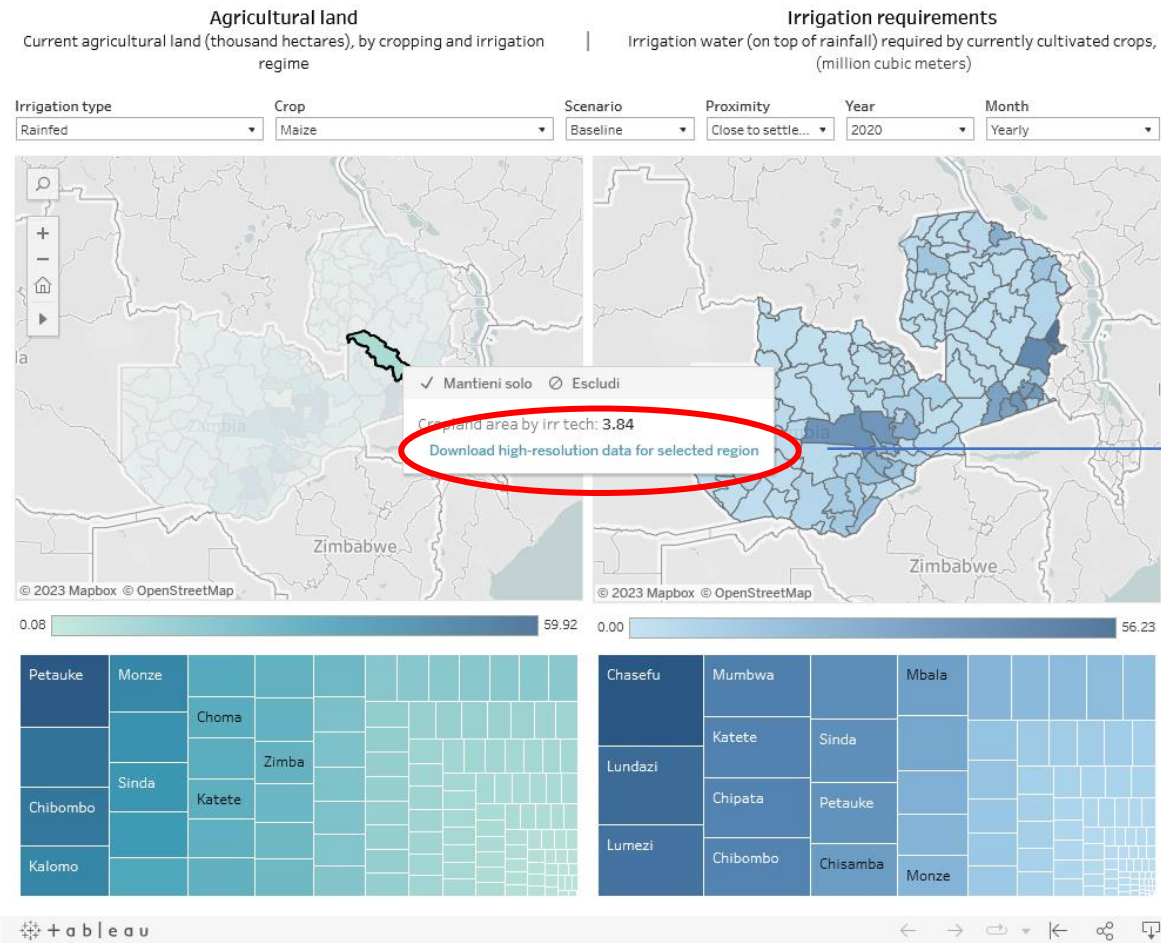 Agricultural land
Current agricultural land (thousand hectares), by cropping and irrigation
regime
|
Irrigation requirements
Irrigation water (on top of rainfall) required by currently cultivated crops,
(million cubic meters)
Irrigation type
Rainfed
Crop
Maize
Scenario
Baseline
Proximity
Close to settle...
Year
2020
Month
Yearly
Zambia
Zimbabwe
© 2023 Mapbox © OpenStreetMap
✓ Mantieni solo
Escludi
Cropland area by irr tech: 3.84
Download high-resolution data for selected region
Zimbabwe
© 2023 Mapbox © OpenStreetMap
0.08
59.92
0.00
56.23
Petauke
Monze
Choma
Zimba
Sinda
Katete
Chibombo
Kalomo
Chasefu
Mumbwa
Mbala
Katete
Sinda
Lundazi
Chipata
Petauke
Lumezi
Chibombo
Chisamba
Monze
+ableau